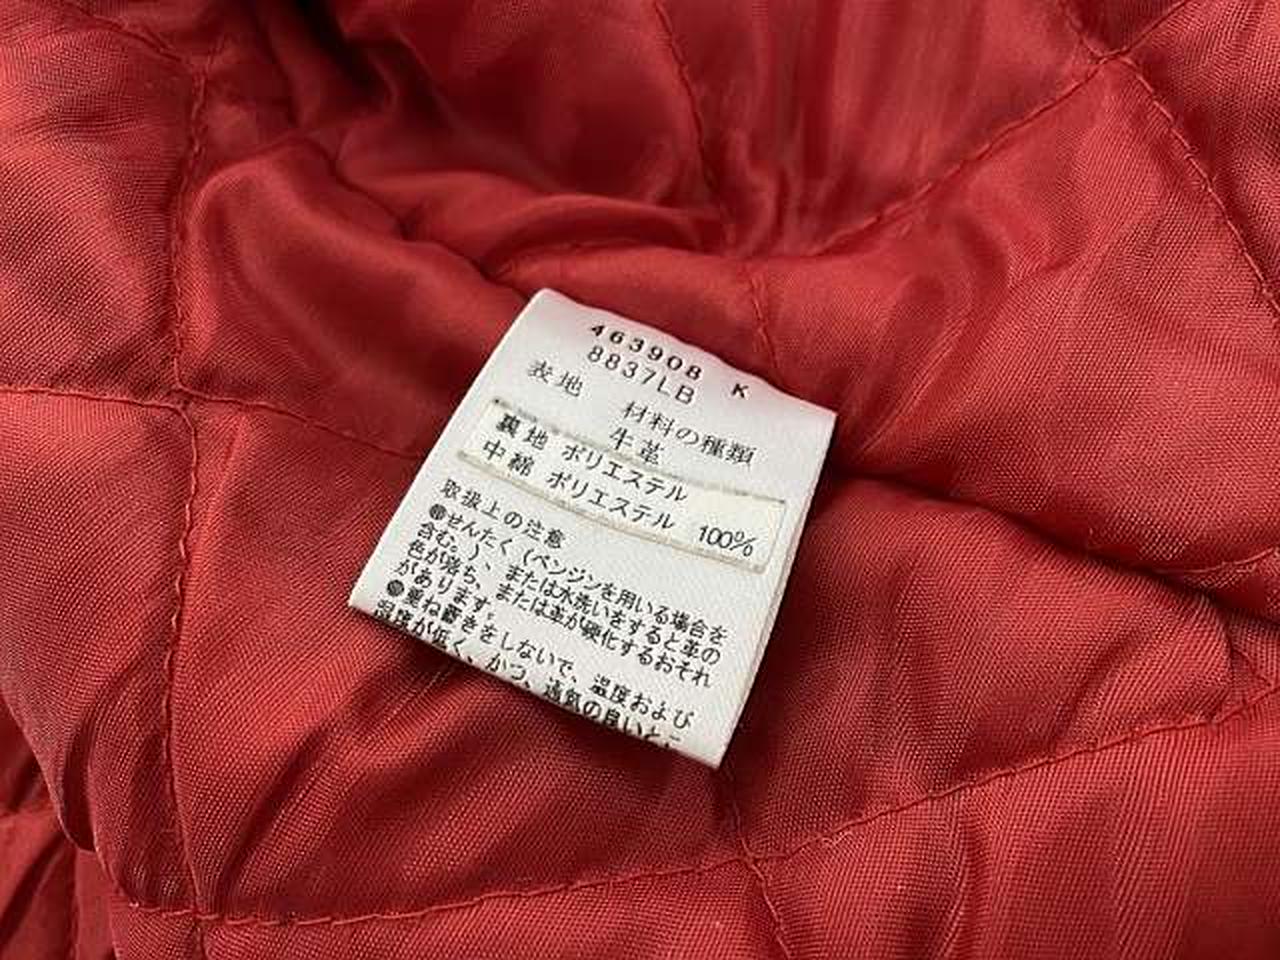 463908 K
8837LB
材料の種類
表地 牛革
裏地 ポリエステル
中綿 ポリエステル 100%
取扱上の注意
●せんたく(ベンジンを用いる場合を
含む。)、または水洗いをすると革の
色が落ち、または革が硬化するおそれ
があります。
●重ね置きをしないで、温度および
湿度が低く、かつ、通気の良いとこ